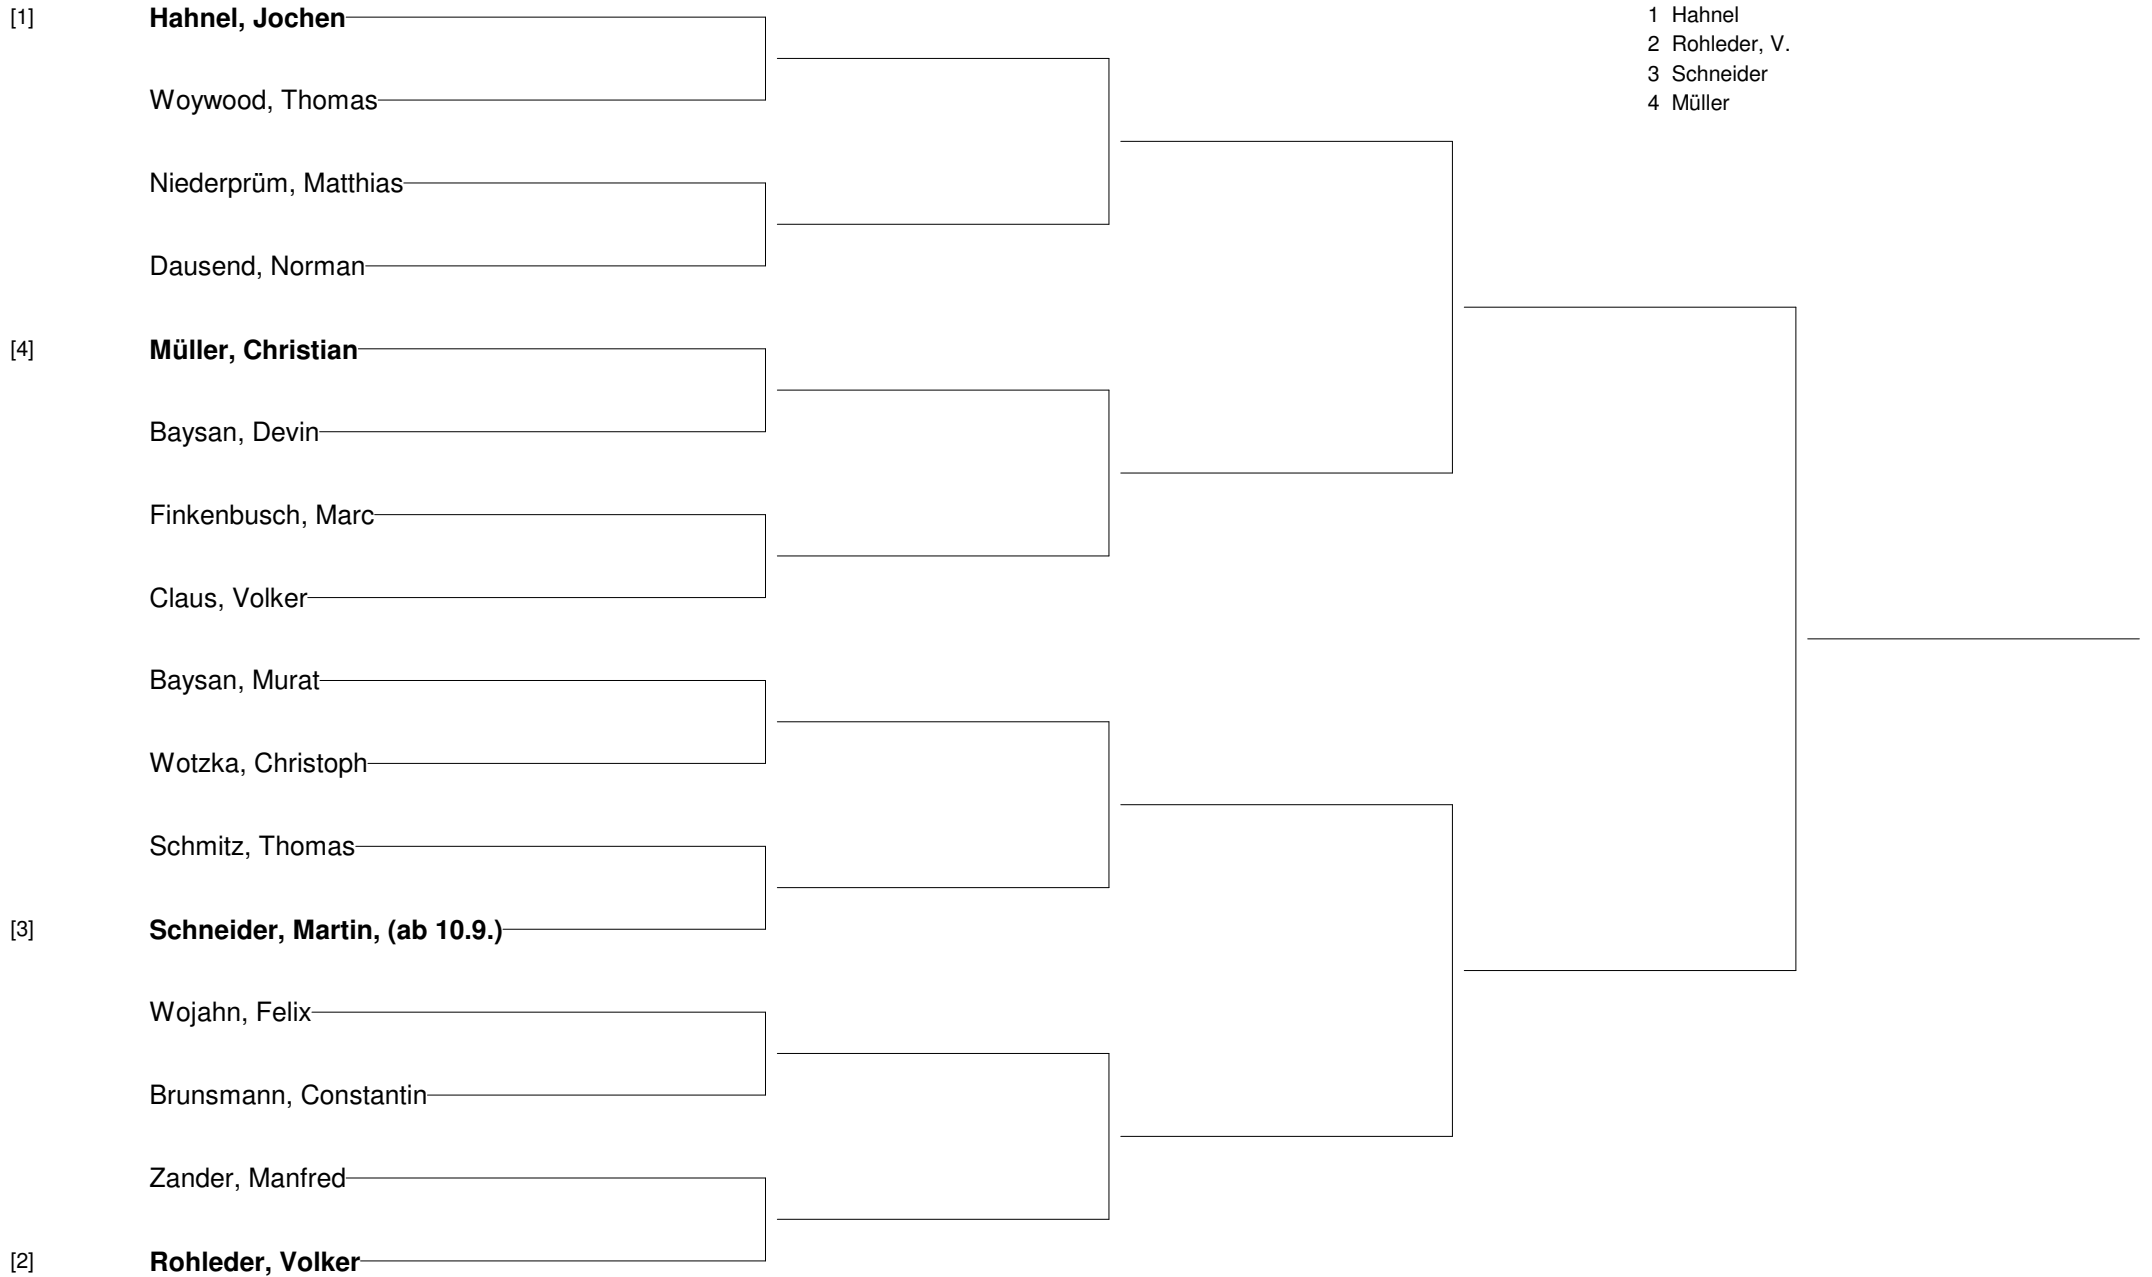 [1] Hahnel, Jochen
1 Hahnel
2 Rohleder, V.
3 Schneider
4 Müller
Woywood, Thomas
Niederprüm, Matthias
Dausend, Norman
[4] Müller, Christian
Baysan, Devin
Finkenbusch, Marc
Claus, Volker
Baysan, Murat
Wotzka, Christoph
Schmitz, Thomas
[3] Schneider, Martin, (ab 10.9.)
Wojahn, Felix
Brunsmann, Constantin
Zander, Manfred
[2] Rohleder, Volker